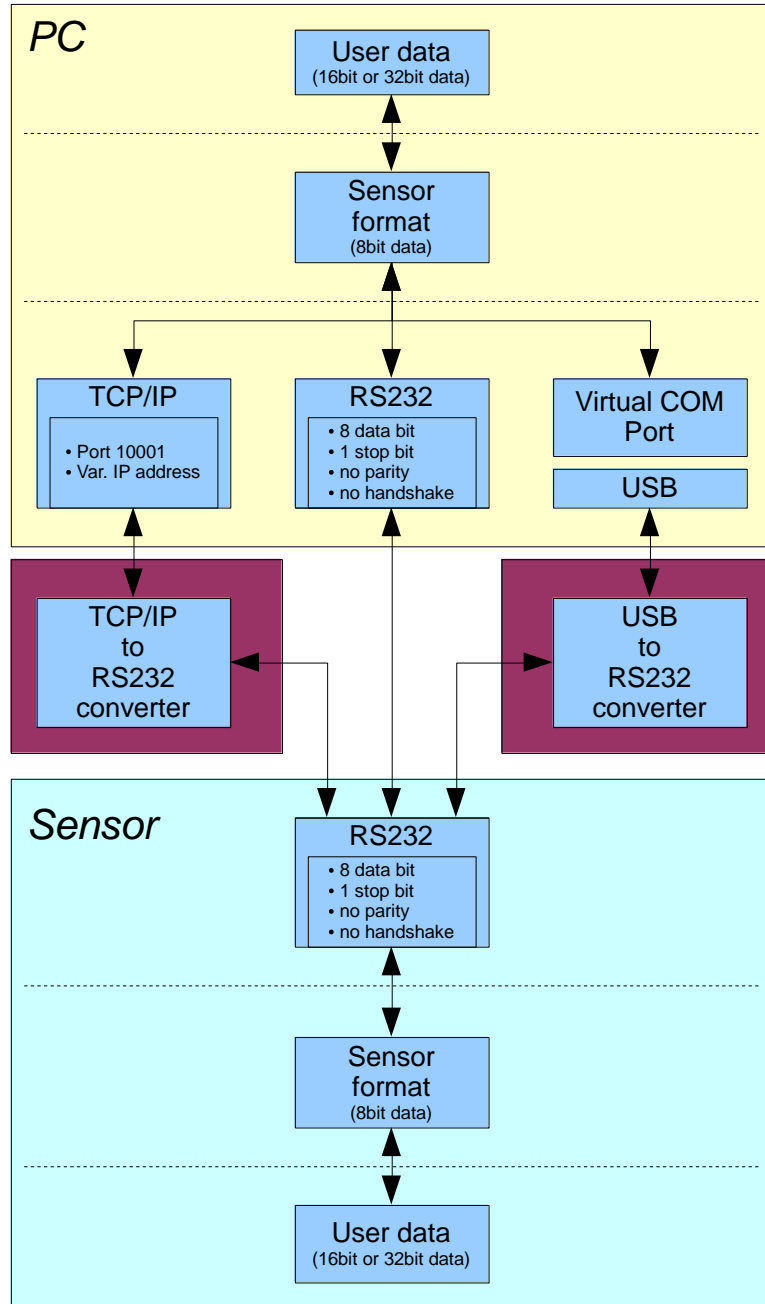 PC
User data
(16bit or 32bit data)
Sensor
format
(8bit data)
TCP/IP
• Port 10001
• Var. IP address
RS232
• 8 data bit
• 1 stop bit
• no parity
• no handshake
Virtual COM
Port
USB
TCP/IP
to
RS232
converter
USB
to
RS232
converter
Sensor
RS232
• 8 data bit
• 1 stop bit
• no parity
• no handshake
Sensor
format
(8bit data)
User data
(16bit or 32bit data)